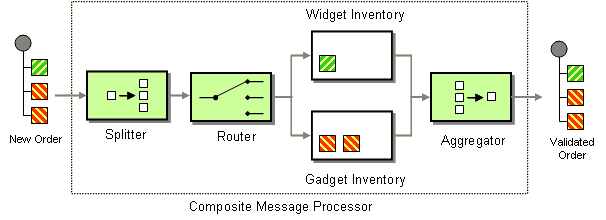 Widget Inventory
New Order
Splitter
Router
Aggregator
Validated
Order
Gadget Inventory
Composite Message Processor